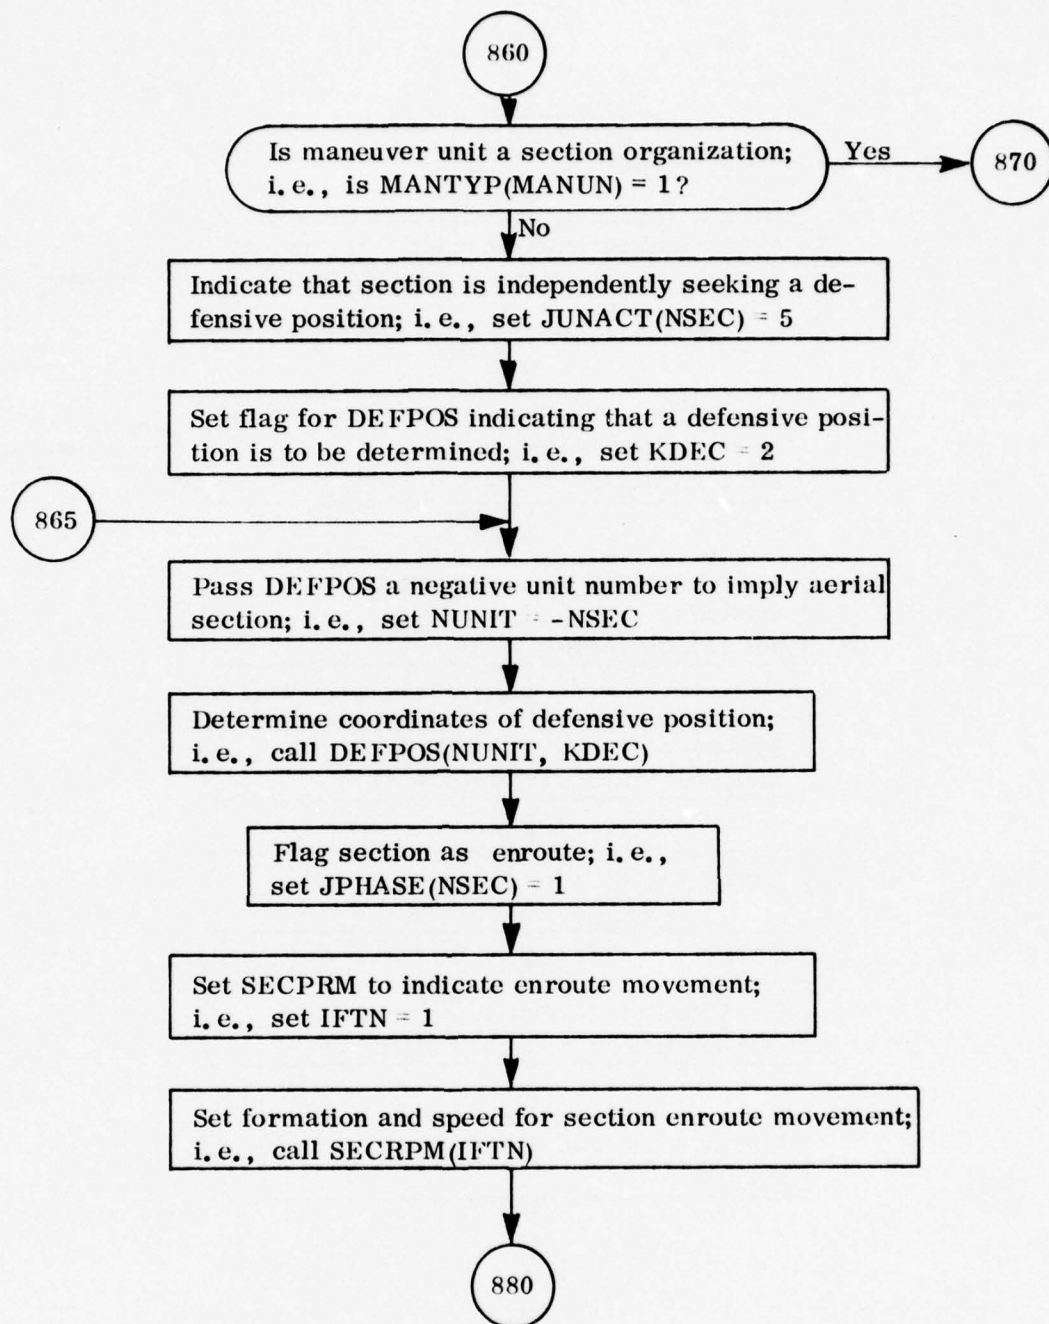 860
Is maneuver unit a section organization;
i.e., is MANTYP(MANUN) = 1?
Yes
870
No
Indicate that section is independently seeking a de-
fensive position; i.e., set JUNACT(NSEC) = 5
Set flag for DEFPOS indicating that a defensive posi-
tion is to be determined; i.e., set KDEC = 2
865
Pass DEFPOS a negative unit number to imply aerial
section; i.e., set NUNIT = -NSEC
Determine coordinates of defensive position;
i.e., call DEFPOS(NUNIT, KDEC)
Flag section as enroute; i.e.,
set JPHASE(NSEC) = 1
Set SECPRM to indicate enroute movement;
i.e., set IFTN = 1
Set formation and speed for section enroute movement;
i.e., call SECRPM(IFTN)
880